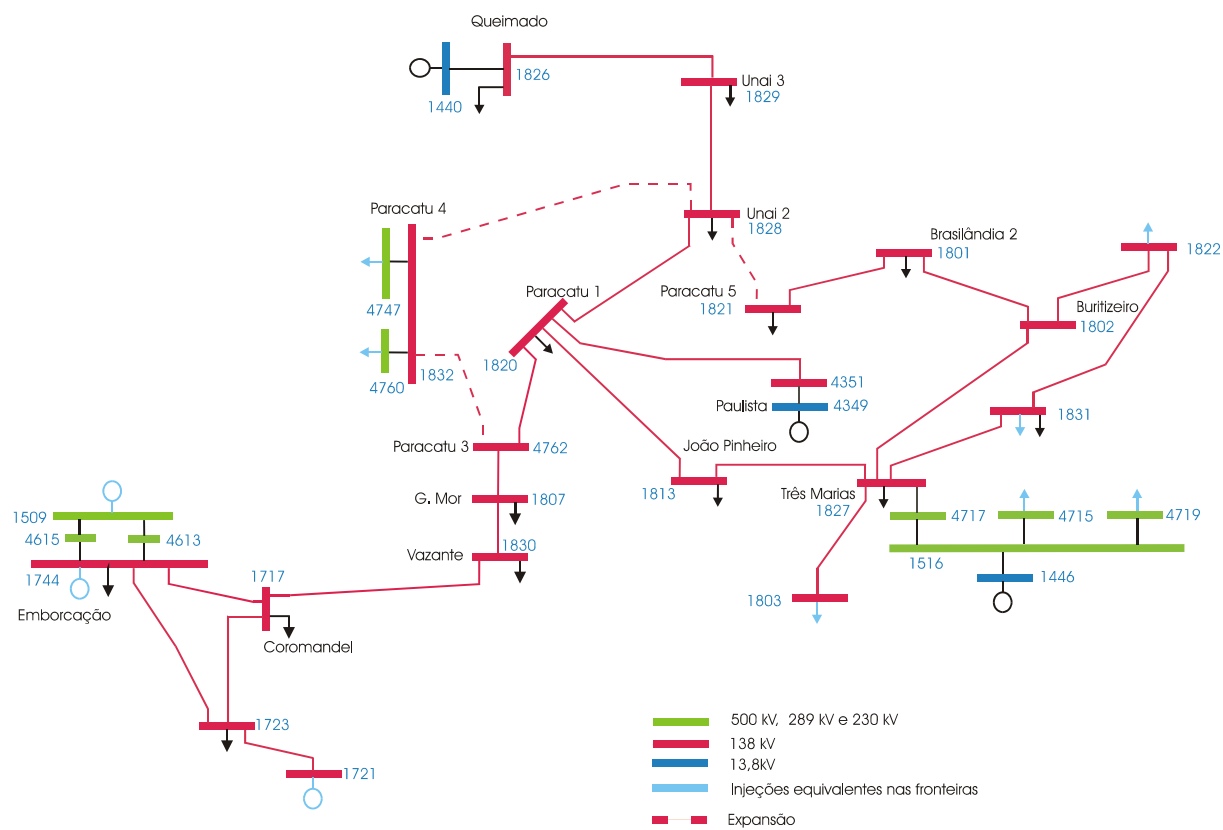 Queimado
1826
1440
Unai 3
1829
Paracatu 4
Unai 2
1828
Brasilândia 2
1801
1822
4747
Paracatu 1
Paracatu 5
1821
Buritizeiro
1802
4760
1832
1820
4351
Paulista
4349
1831
Paracatu 3
4762
João Pinheiro
1813
Três Marias
1827
G. Mor
1807
4717
4715
4719
1509
4615
4613
1830
Vazante
1516
1446
1744
Emborcação
1717
1803
Coromandel
1723
1721
500 kV, 289 kV e 230 kV
138 kV
13,8kV
Injeções equivalentes nas fronteiras
Expansão